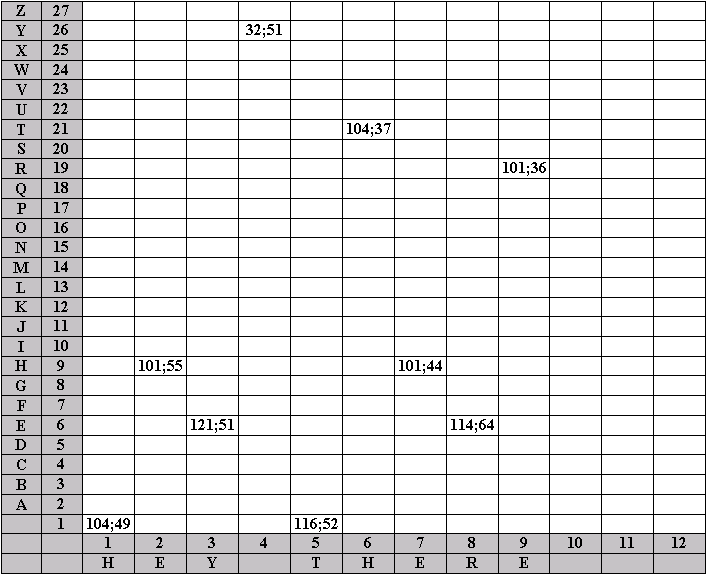 Z 27
Y 26 32;51
X 25
W 24
V 23
U 22
T 21 104;37
S 20
R 19 101;36
Q 18
P 17
O 16
N 15
M 14
L 13
K 12
J 11
I 10
H 9 101;55 101;44
G 8
F 7
E 6 121;51 114;64
D 5
C 4
B 3
A 2
1 104;49 116;52
1 2 3 4 5 6 7 8 9 10 11 12
H E Y T H E R E